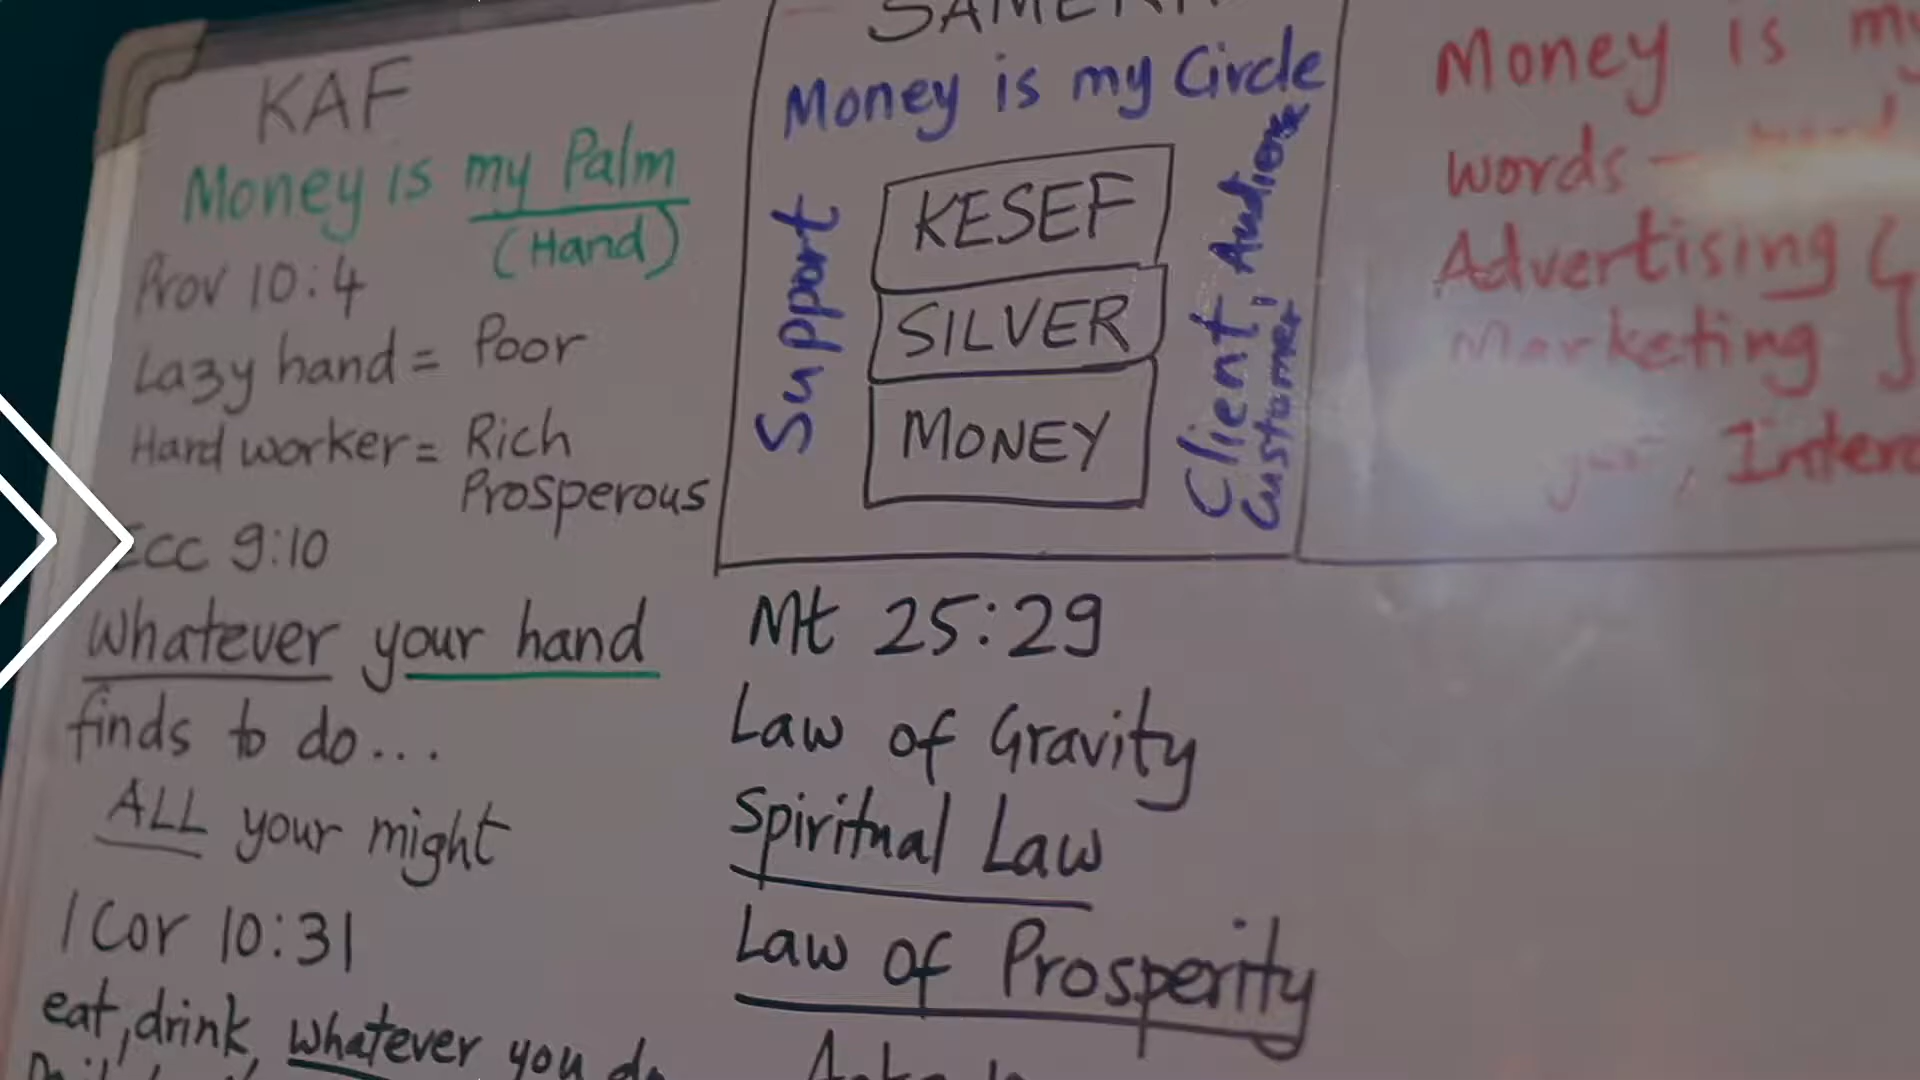 KAF
Money is my Palm
(Hand)
Prov 10:4
Lazy hand = Poor
Hard worker = Rich
Prosperous
Ecc 9:10
Whatever your hand
finds to do...
ALL your might
1 Cor 10:31
eat, drink, whatever you do
Money is my Circle
Support
KESEF
SILVER
MONEY
Client, Audience
Customer
Mt 25:29
Law of Gravity
Spiritual Law
Law of Prosperity
Money is my
words
Advertising
Marketing